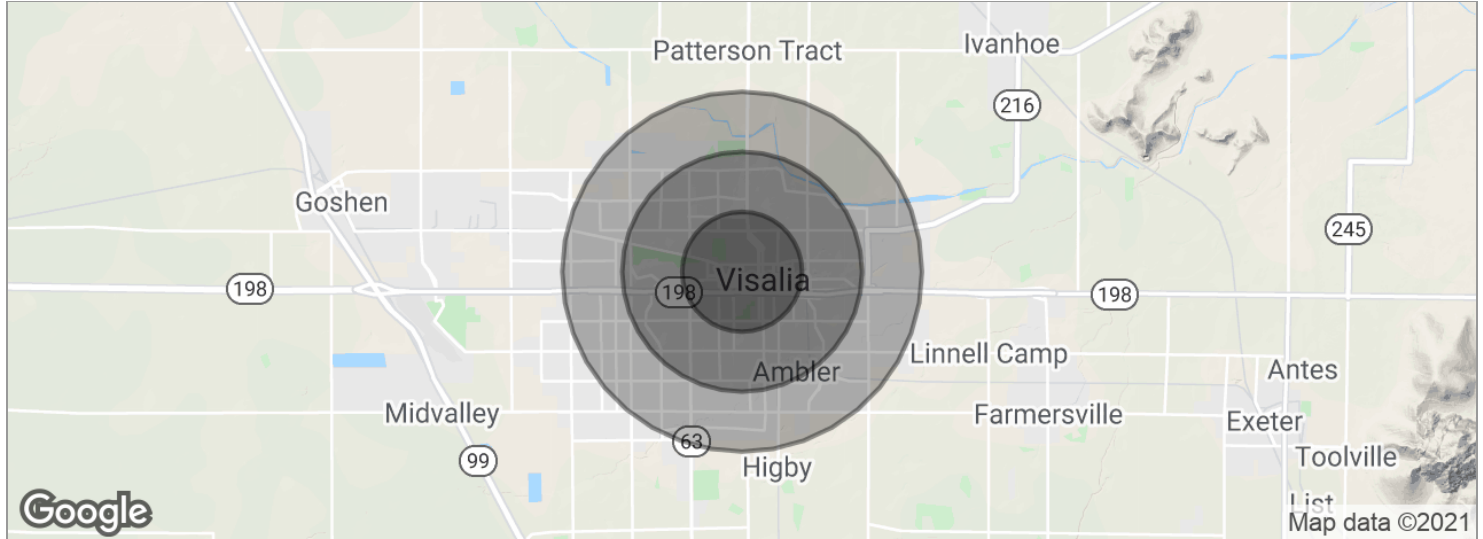 Patterson Tract
Ivanhoe
216
Goshen
245
198
198
Visalia
198
Linnell Camp
Ambler
Antes
Midvalley
Farmersville
Exeter
63
99
Higby
Toolville
List
Google
Map data ©2021